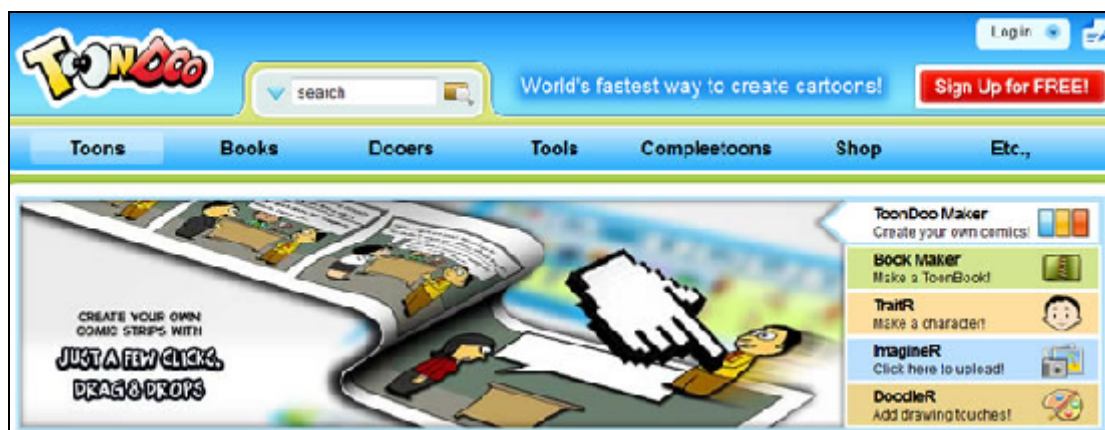 TOONDOO
Login
search
World's fastest way to create cartoons!
Sign Up for FREE!
Toons Books Dooers Tools Compleetoons Shop Etc.,
CREATE YOUR OWN
COMIC STRIPS WITH
JUST A FEW CLICKS,
DRAG & DROPS
ToonDoo Maker
Create your own comics!
Book Maker
Make a ToonBook!
TraitR
Make a character!
ImagineR
Click here to upload!
DoodleR
Add drawing touches!